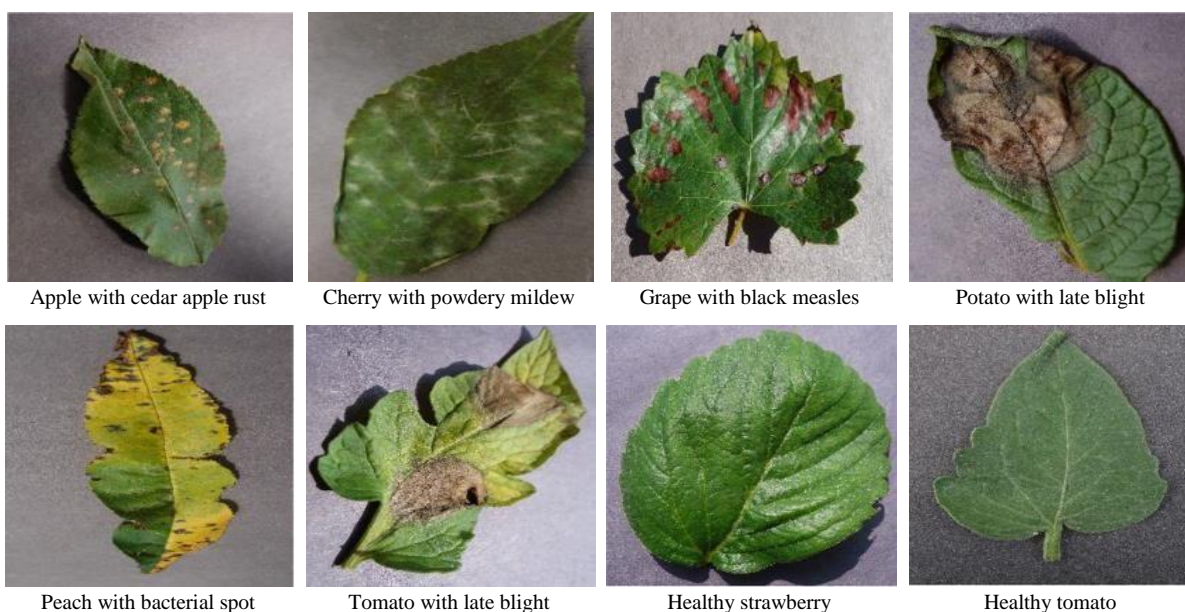 Apple with cedar apple rust
Cherry with powdery mildew
Grape with black measles
Potato with late blight
Peach with bacterial spot
Tomato with late blight
Healthy strawberry
Healthy tomato